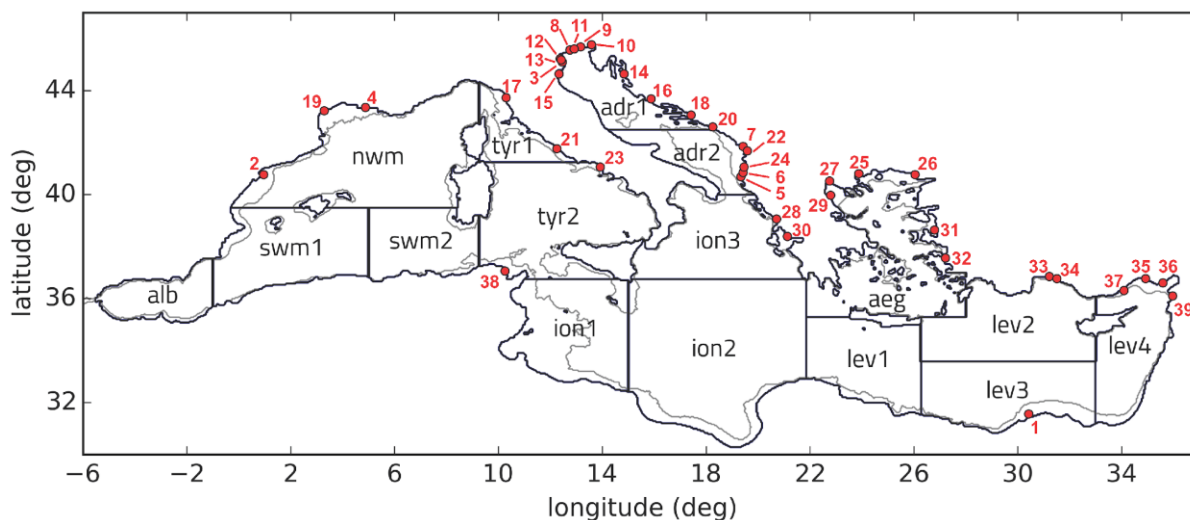 8 11 9
12 10
13 14
3
15
44
17
16
adr1
18
19 4
20
nwm
tyr1
21
7
22
adr2
24
2
23
6
5
27 25 26
40
29
28
31
tyr2
swm1
swm2
ion3
30
32
38
33 34 35 36
37
39
alb
aeg
36
ion1
lev2
lev4
ion2
lev1
lev3
32
1
−6 −2 2 6 10 14 18 22 26 30 34
latitude (deg)
longitude (deg)